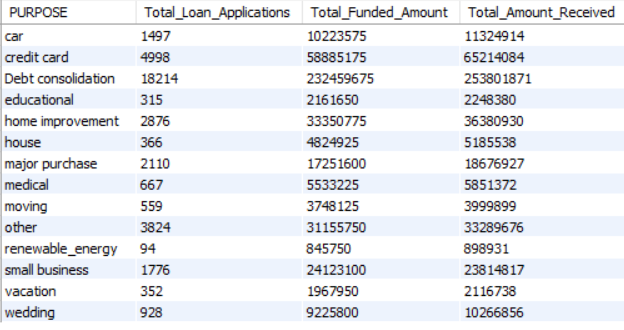 PURPOSE Total_Loan_Applications Total_Funded_Amount Total_Amount_Received
car 1497 10223575 11324914
credit card 4998 58885175 65214084
Debt consolidation 18214 232459675 253801871
educational 315 2161650 2248380
home improvement 2876 33350775 36380930
house 366 4824925 5185538
major purchase 2110 17251600 18676927
medical 667 5533225 5851372
moving 559 3748125 3999899
other 3824 31155750 33289676
renewable_energy 94 845750 898931
small business 1776 24123100 23814817
vacation 352 1967950 2116738
wedding 928 9225800 10266856